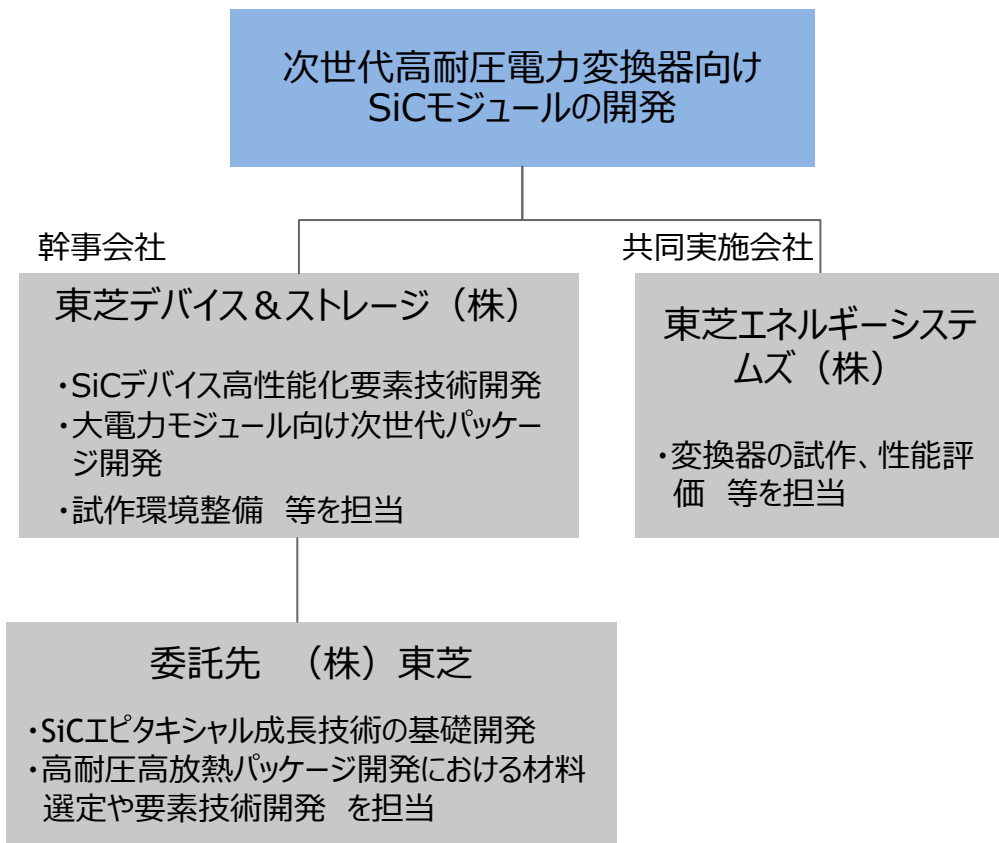 次世代高耐圧電力変換器向け
SiCモジュールの開発
幹事会社
東芝デバイス＆ストレージ（株）
・SiCデバイス高性能化要素技術開発
・大電力モジュール向け次世代パッケー
ジ開発
・試作環境整備　等を担当
共同実施会社
東芝エネルギーシステ
ムズ（株）
・変換器の試作、性能評
価　等を担当
委託先　（株）東芝
・SiCエピタキシャル成長技術の基礎開発
・高耐圧高放熱パッケージ開発における材料
選定や要素技術開発　を担当